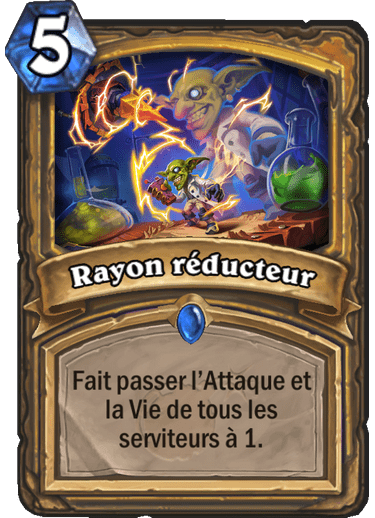 5
Rayon réducteur
Fait passer l'Attaque et
la Vie de tous les
serviteurs à 1.